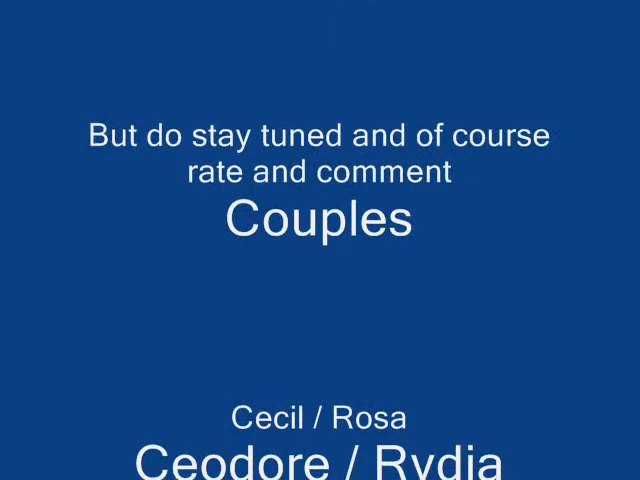 But do stay tuned and of course
rate and comment
Couples
Cecil / Rosa
Ceodore / Rydia